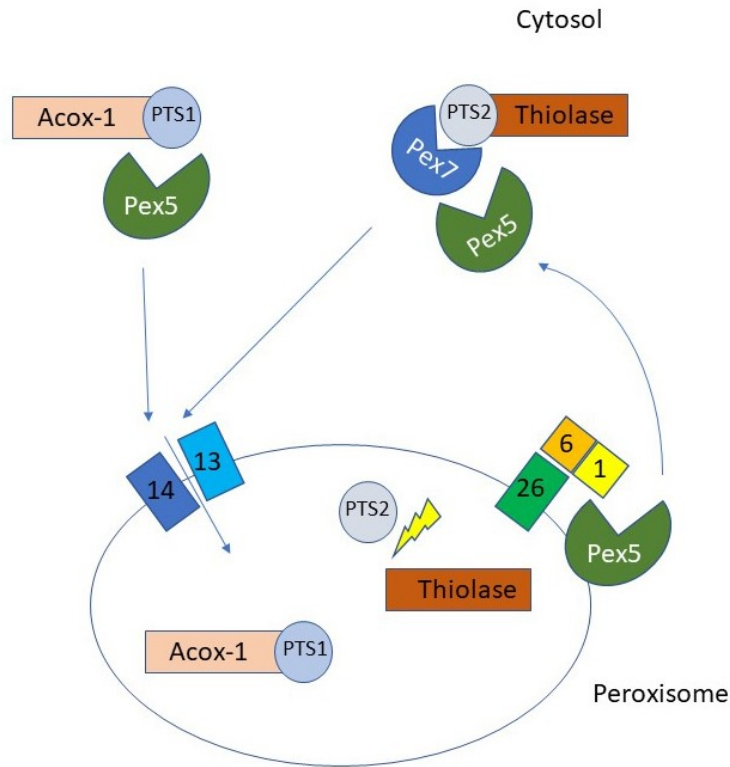 Cytosol
Acox-1
PTS1
PTS2
Thiolase
Pex7
Pex5
Pex5
6
13
1
14
26
PTS2
Pex5
Thiolase
Acox-1
PTS1
Peroxisome